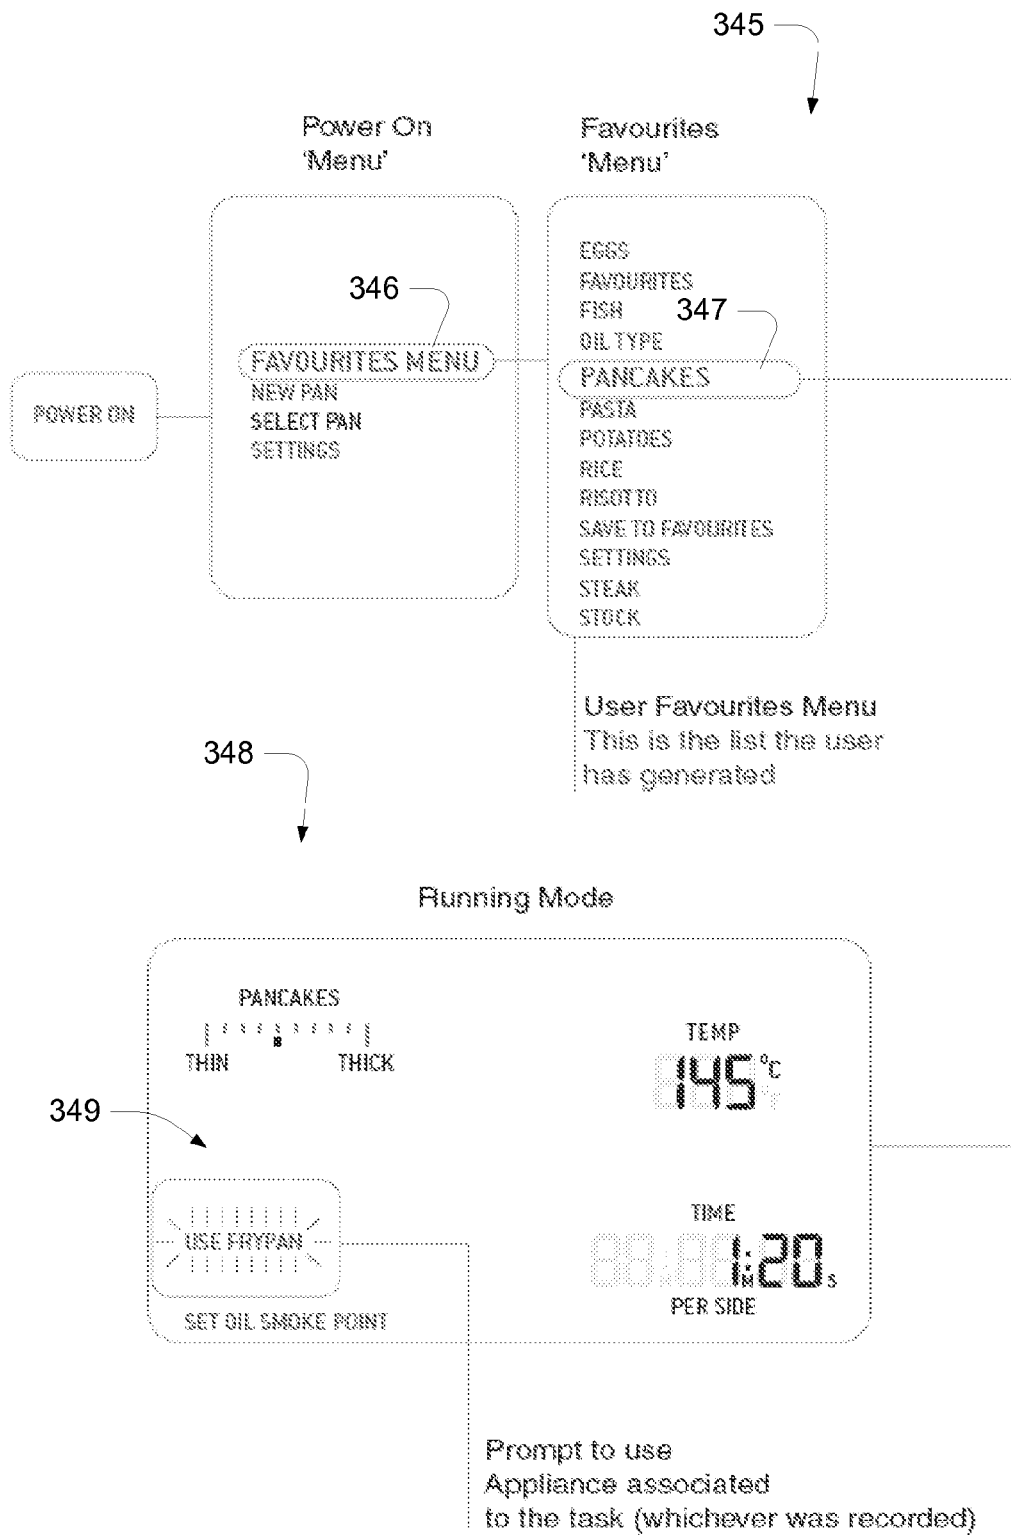 345
Power On
'Menu'
Favourites
'Menu'
EGGS
FAVOURITES
FISH
OIL TYPE
346
347
FAVOURITES MENU
NEW PAN
SELECT PAN
SETTINGS
POWER ON
PANCAKES
PASTA
POTATOES
RICE
RISOTTO
SAVE TO FAVOURITES
SETTINGS
STEAK
STOCK
User Favourites Menu
This is the list the user
has generated
348
Running Mode
PANCAKES
THIN THICK
TEMP
145 °C
°F
349
USE FRYPAN
SET OIL SMOKE POINT
TIME
1:20
M S
PER SIDE
Prompt to use
Appliance associated
to the task (whichever was recorded)